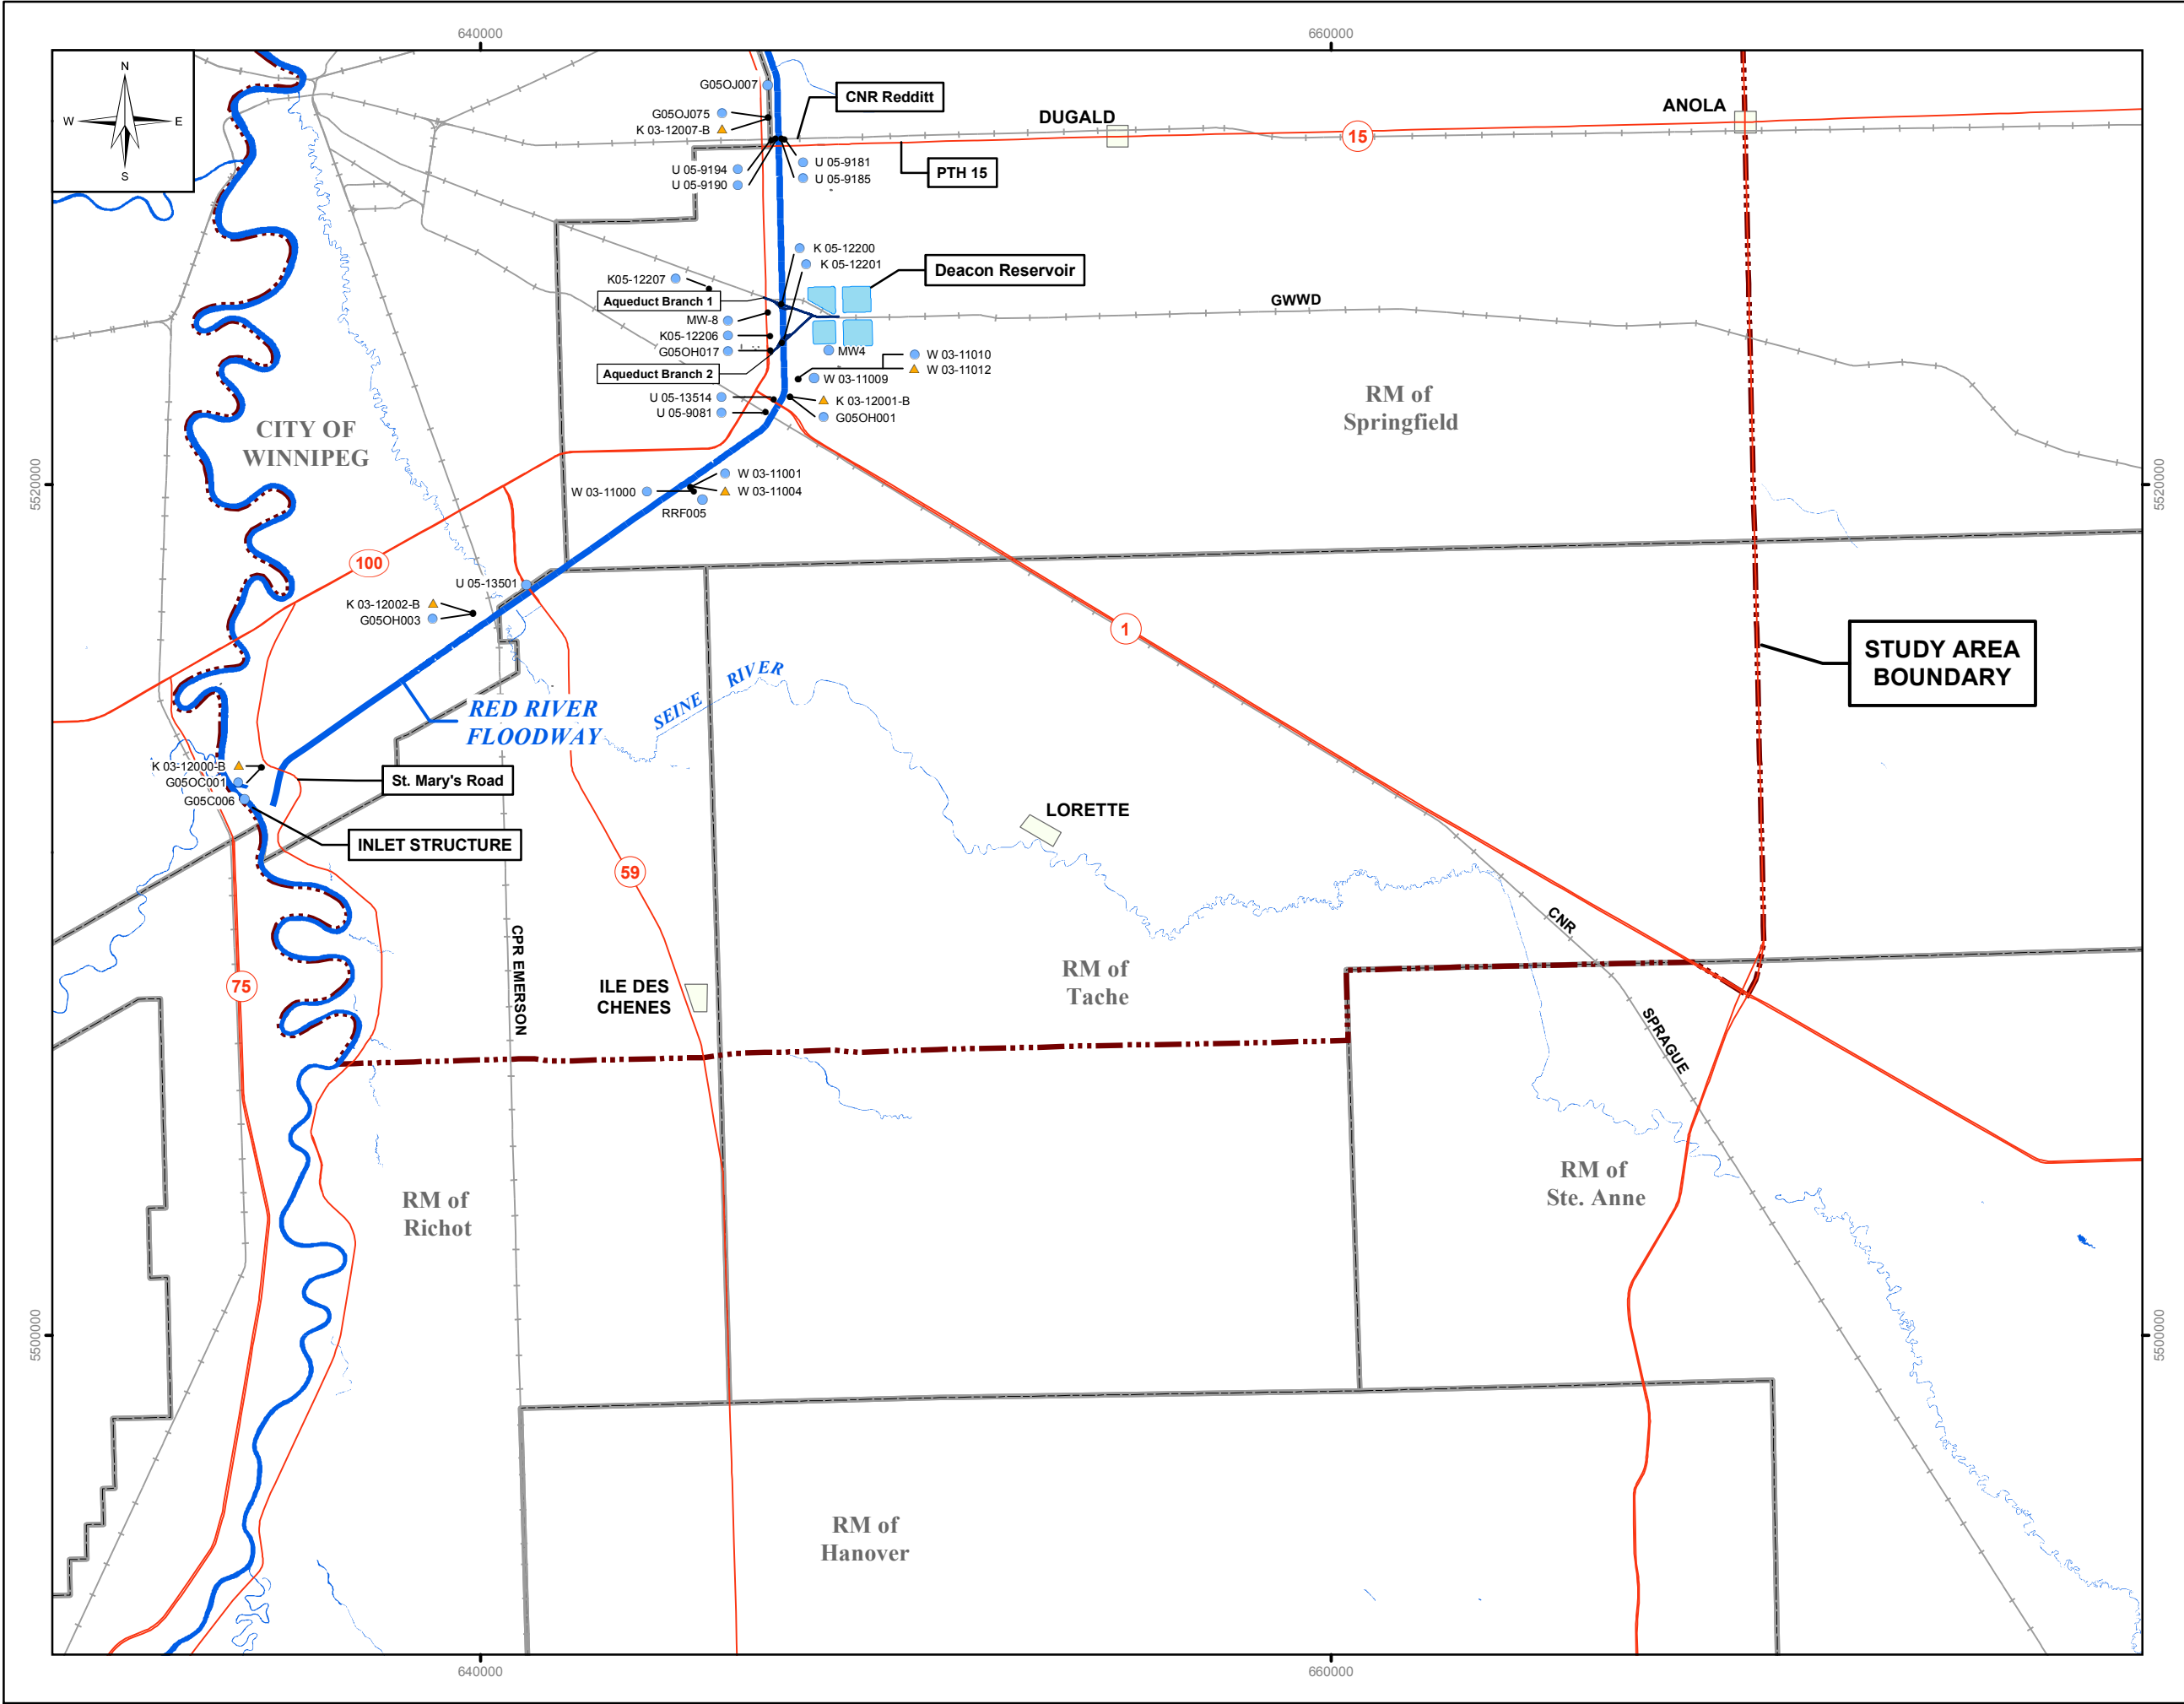 640000
660000
N
W
E
S
G05OJ007
CNR Redditt
G05OJ075
K 03-12007-B
DUGALD
ANOLA
15
U 05-9194
U 05-9190
U 05-9181
U 05-9185
PTH 15
K 05-12200
K 05-12201
Deacon Reservoir
K05-12207
Aqueduct Branch 1
GWWD
MW-8
K05-12206
G05OH017
MW4
W 03-11010
W 03-11012
Aqueduct Branch 2
W 03-11009
U 05-13514
U 05-9081
K 03-12001-B
G05OH001
RM of
Springfield
CITY OF
WINNIPEG
W 03-11001
W 03-11000
W 03-11004
RRF005
5520000
5520000
100
U 05-13501
K 03-12002-B
G05OH003
1
STUDY AREA
BOUNDARY
SEINE RIVER
RED RIVER
FLOODWAY
K 03-12000-B
G05OC001
G05C006
St. Mary's Road
INLET STRUCTURE
LORETTE
59
CNR
CPR EMERSON
75
ILE DES
CHENES
RM of
Tache
SPRAGUE
RM of
Richot
RM of
Ste. Anne
5500000
5500000
RM of
Hanover
640000
660000